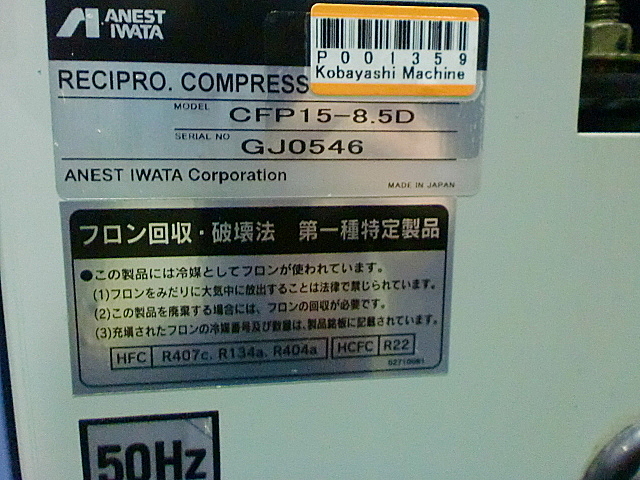 ANEST
IWATA
P001359
Kobayashi Machine
RECIPRO. COMPRESS
MODEL CFP15-8.5D
SERIAL NO GJ0546
ANEST IWATA Corporation
MADE IN JAPAN
フロン回収・破壊法 第一種特定製品
●この製品には冷媒としてフロンが使われています。
(1)フロンをみだりに大気中に放出することは法律で禁じられています。
(2)この製品を廃棄する場合には、フロンの回収が必要です。
(3)充填されたフロンの冷媒番号及び数量は、製品銘板に記載されています。
HFC R407c, R134a, R404a HCFC R22
50Hz